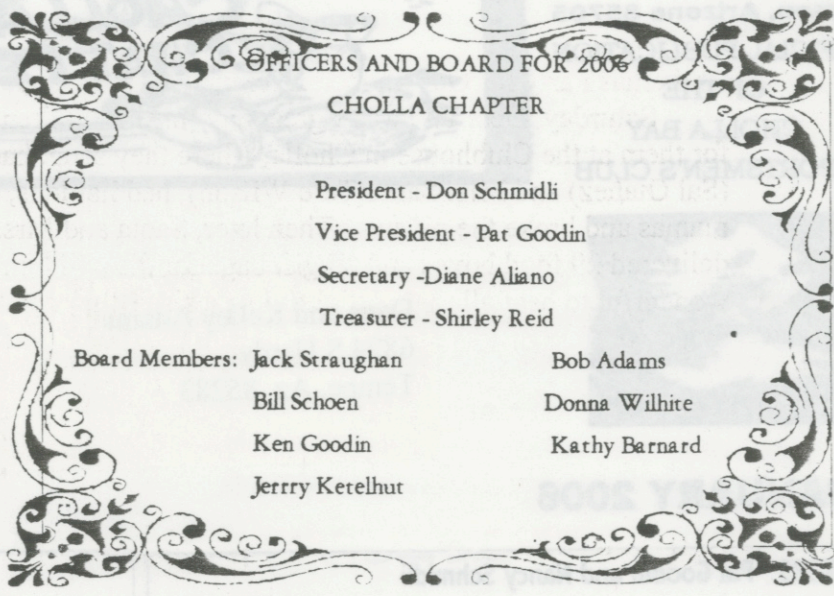 OFFICERS AND BOARD FOR 2006
CHOLLA CHAPTER
President - Don Schmidli
Vice President - Pat Goodin
Secretary -Diane Aliano
Treasurer - Shirley Reid
Board Members: Jack Straughan Bob Adams
Bill Schoen Donna Wilhite
Ken Goodin Kathy Barnard
Jerrry Ketelhut